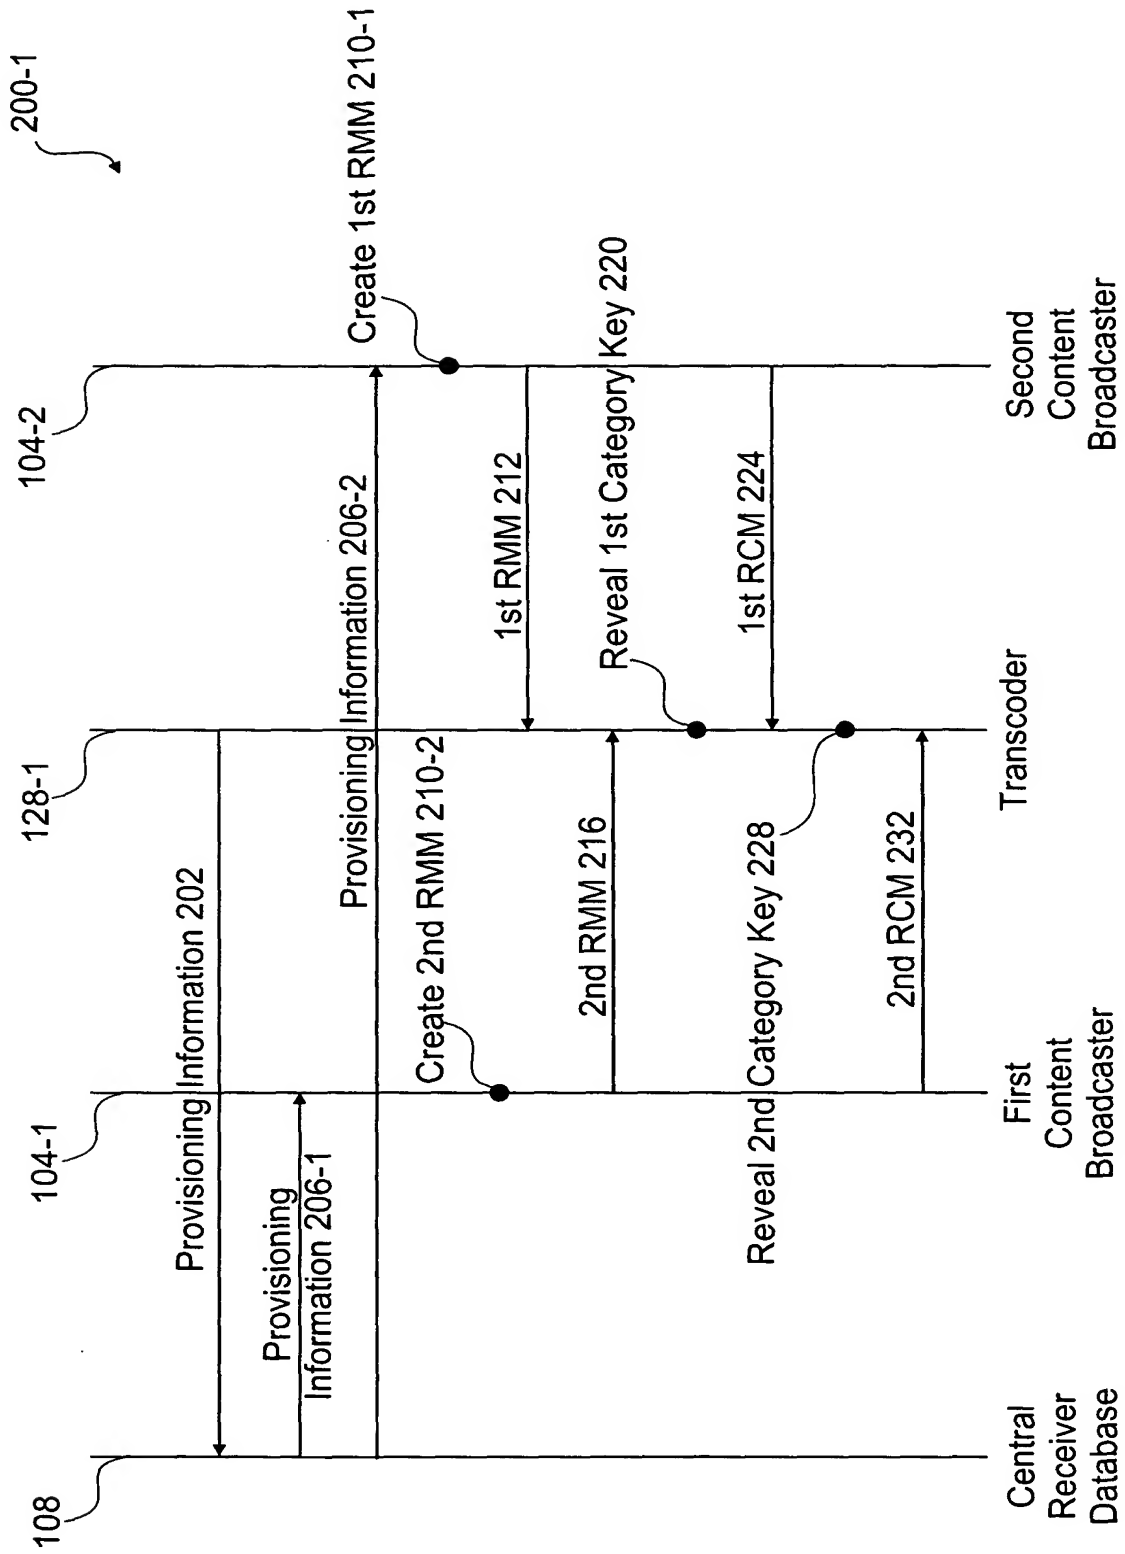 200-1
108
104-1
128-1
104-2
Provisioning Information 202
Provisioning
Information 206-1
Provisioning Information 206-2
Create 1st RMM 210-1
Create 2nd RMM 210-2
1st RMM 212
2nd RMM 216
Reveal 1st Category Key 220
1st RCM 224
Reveal 2nd Category Key 228
2nd RCM 232
Central
Receiver
Database
First
Content
Broadcaster
Transcoder
Second
Content
Broadcaster